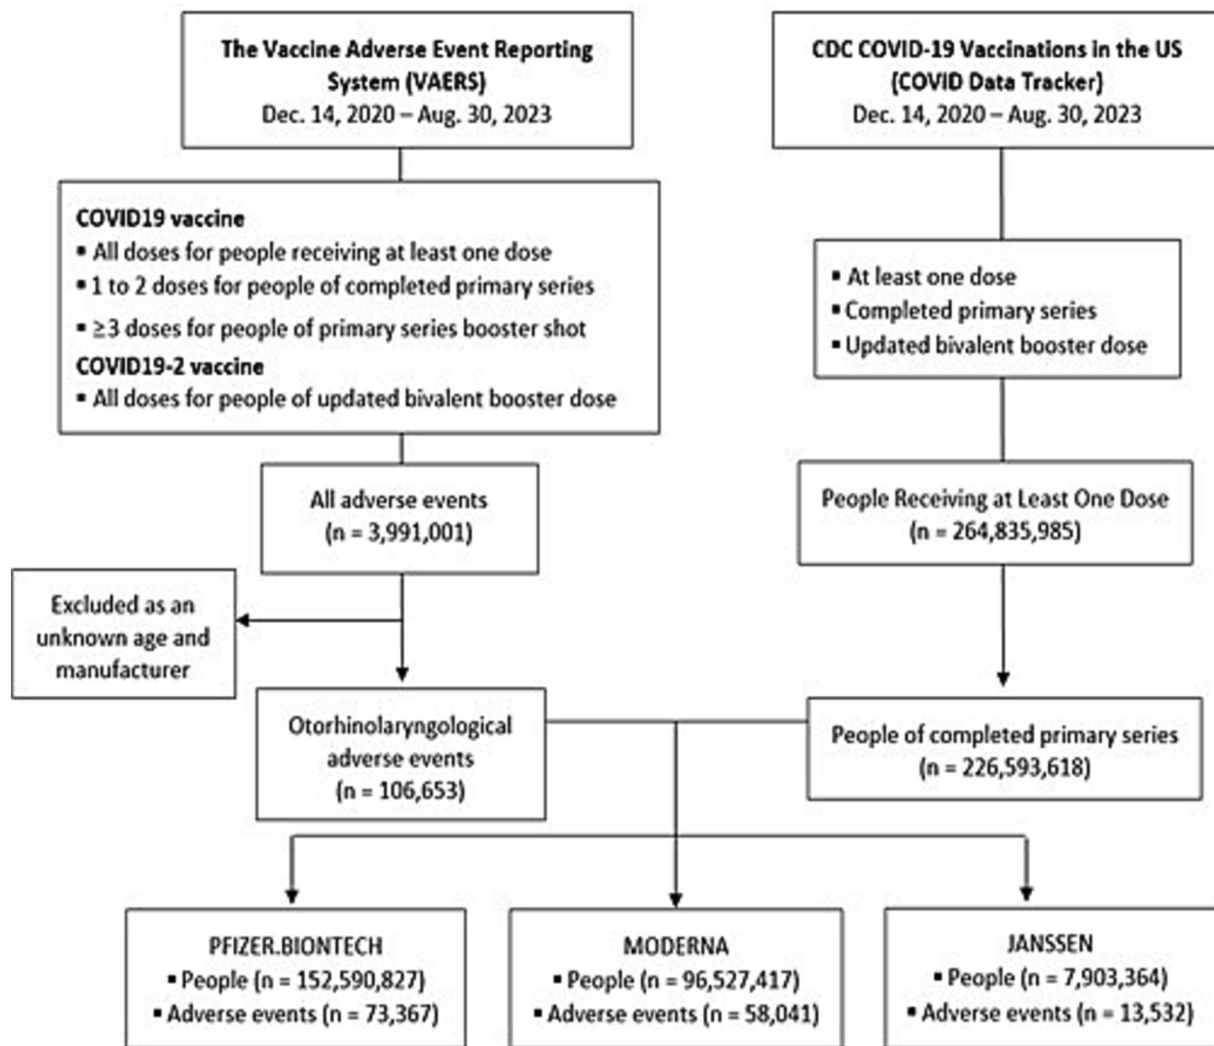 The Vaccine Adverse Event Reporting
System (VAERS)
Dec. 14, 2020 – Aug. 30, 2023
CDC COVID-19 Vaccinations in the US
(COVID Data Tracker)
Dec. 14, 2020 – Aug. 30, 2023
COVID19 vaccine
▪ All doses for people receiving at least one dose
▪ 1 to 2 doses for people of completed primary series
▪ ≥3 doses for people of primary series booster shot
COVID19-2 vaccine
▪ All doses for people of updated bivalent booster dose
▪ At least one dose
▪ Completed primary series
▪ Updated bivalent booster dose
All adverse events
(n = 3,991,001)
People Receiving at Least One Dose
(n = 264,835,985)
Excluded as an
unknown age and
manufacturer
Otorhinolaryngological
adverse events
(n = 106,653)
People of completed primary series
(n = 226,593,618)
PFIZER.BIONTECH
▪ People (n = 152,590,827)
▪ Adverse events (n = 73,367)
MODERNA
▪ People (n = 96,527,417)
▪ Adverse events (n = 58,041)
JANSSEN
▪ People (n = 7,903,364)
▪ Adverse events (n = 13,532)